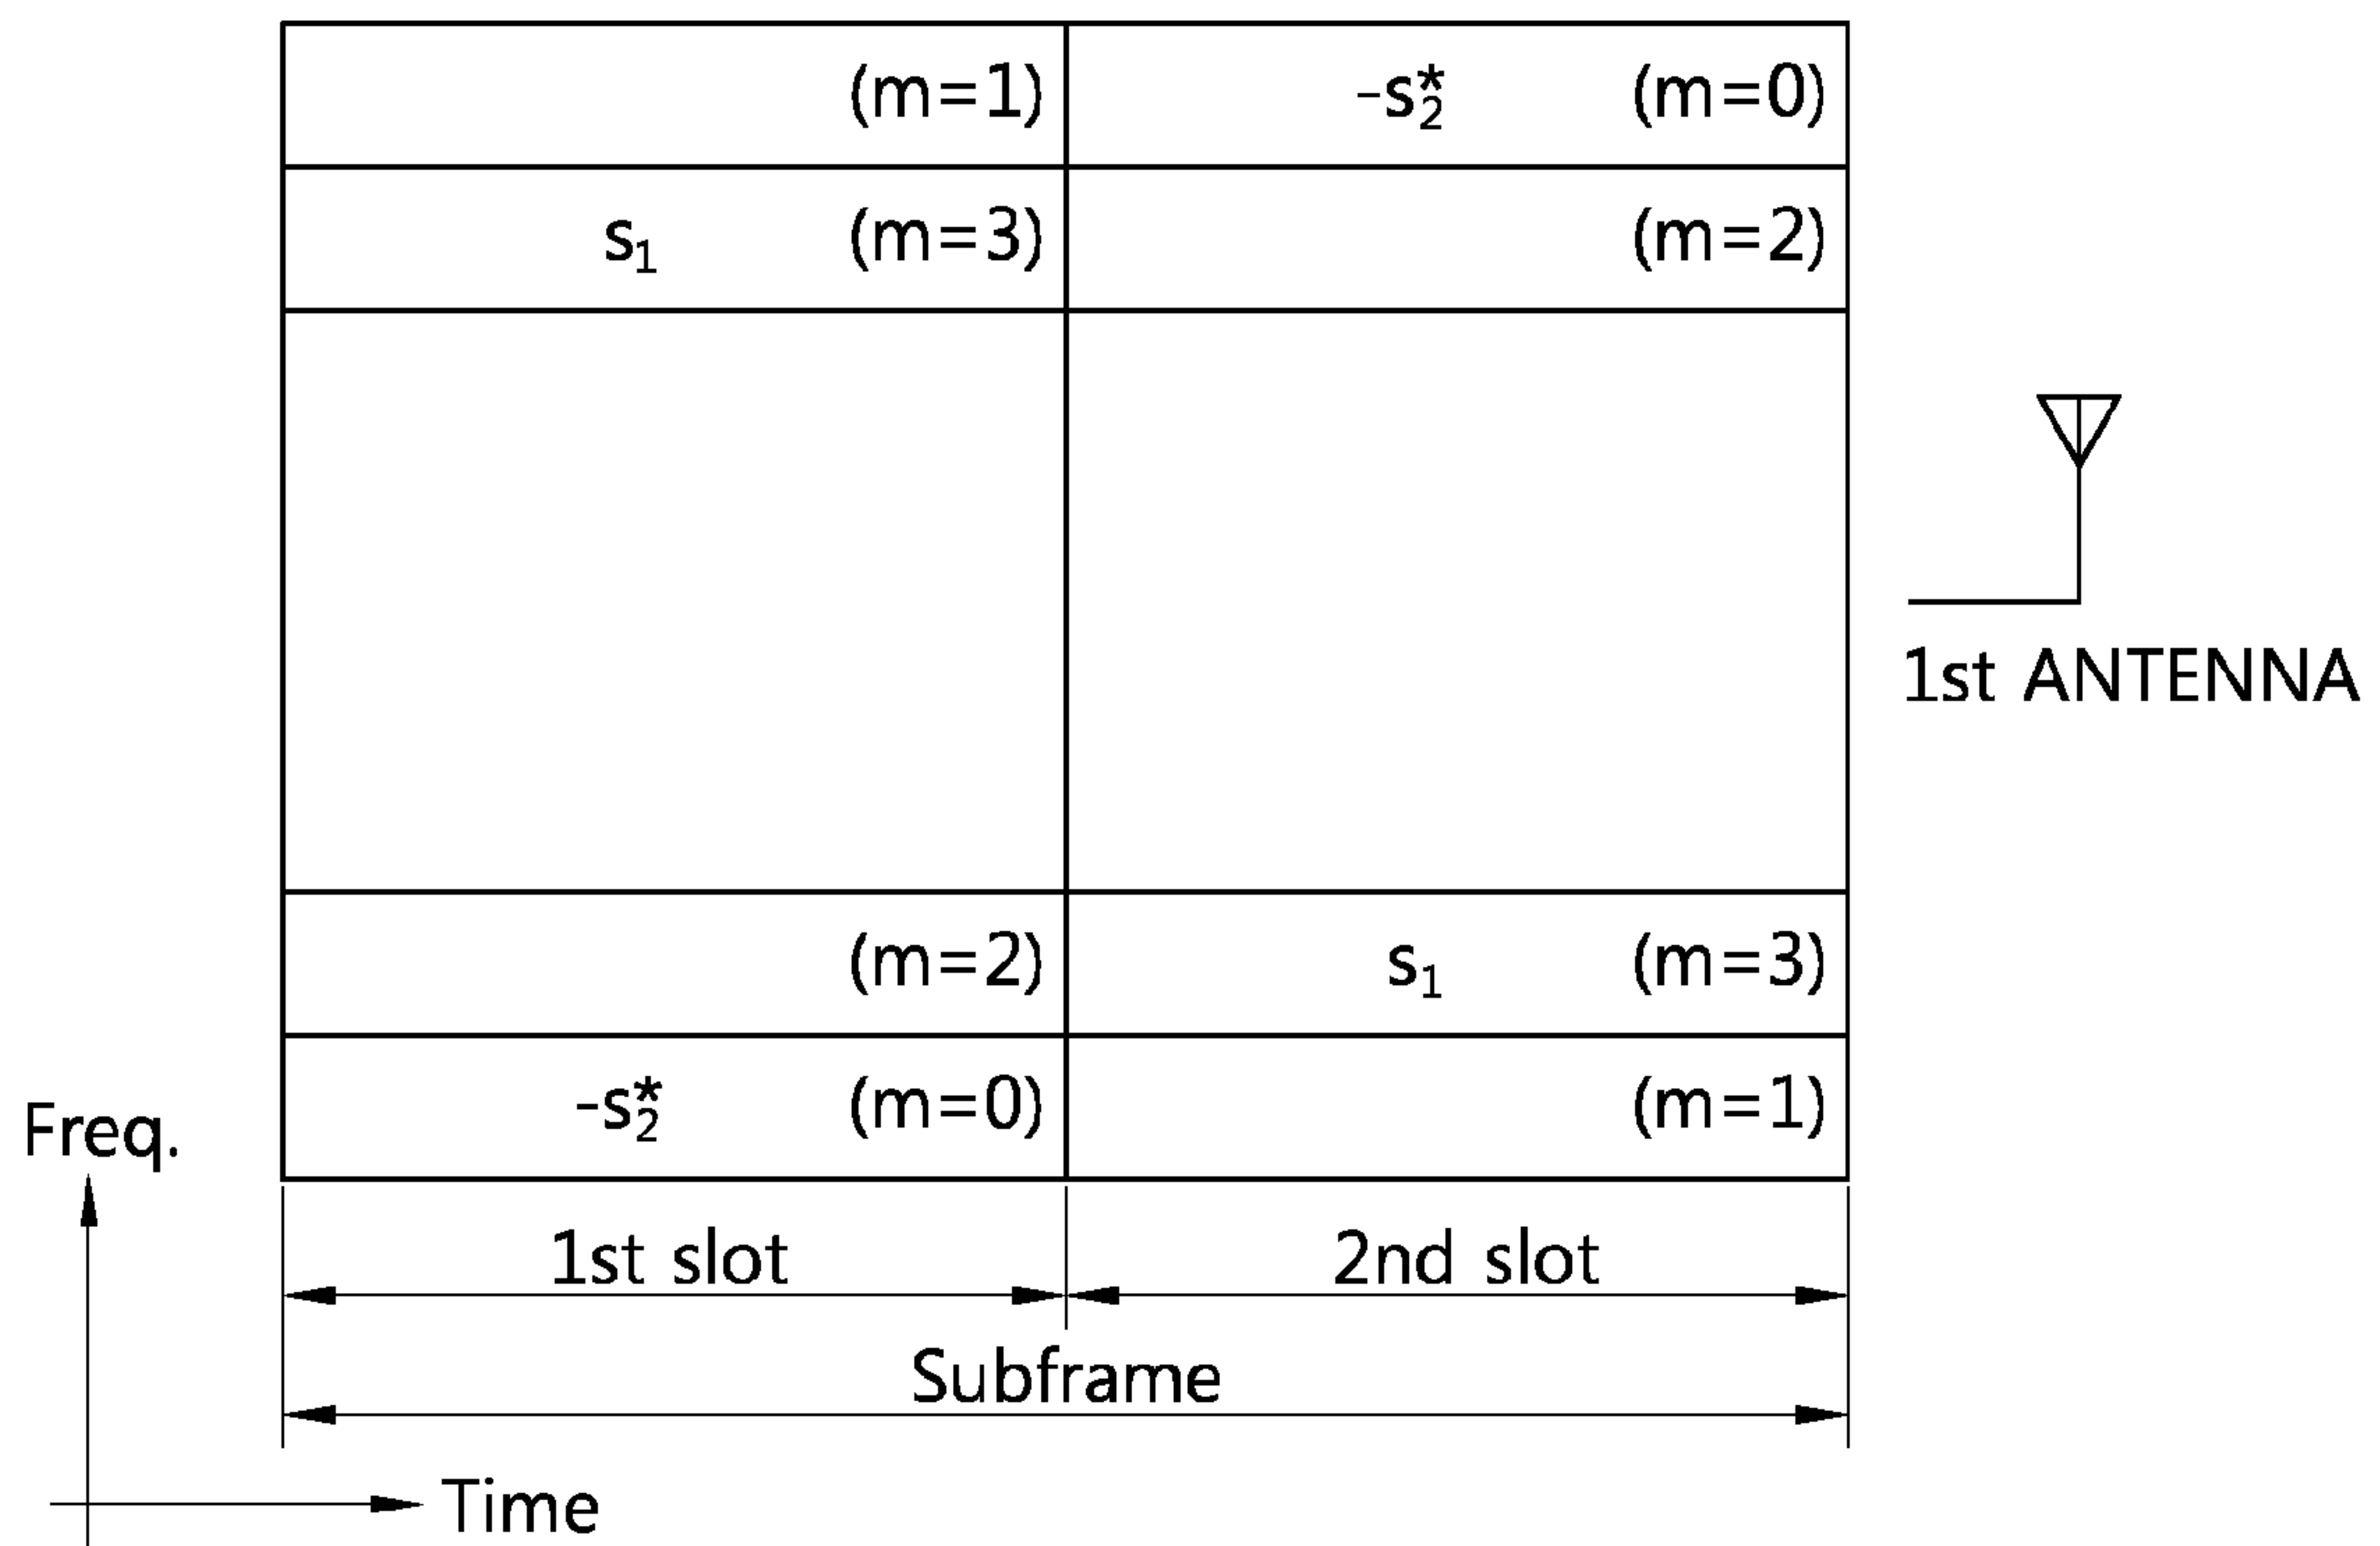 (m=1) -s₂* (m=0)
s₁ (m=3) (m=2)
1st ANTENNA
(m=2) s₁ (m=3)
-s₂* (m=0) (m=1)
Freq.
1st slot 2nd slot
Subframe
Time